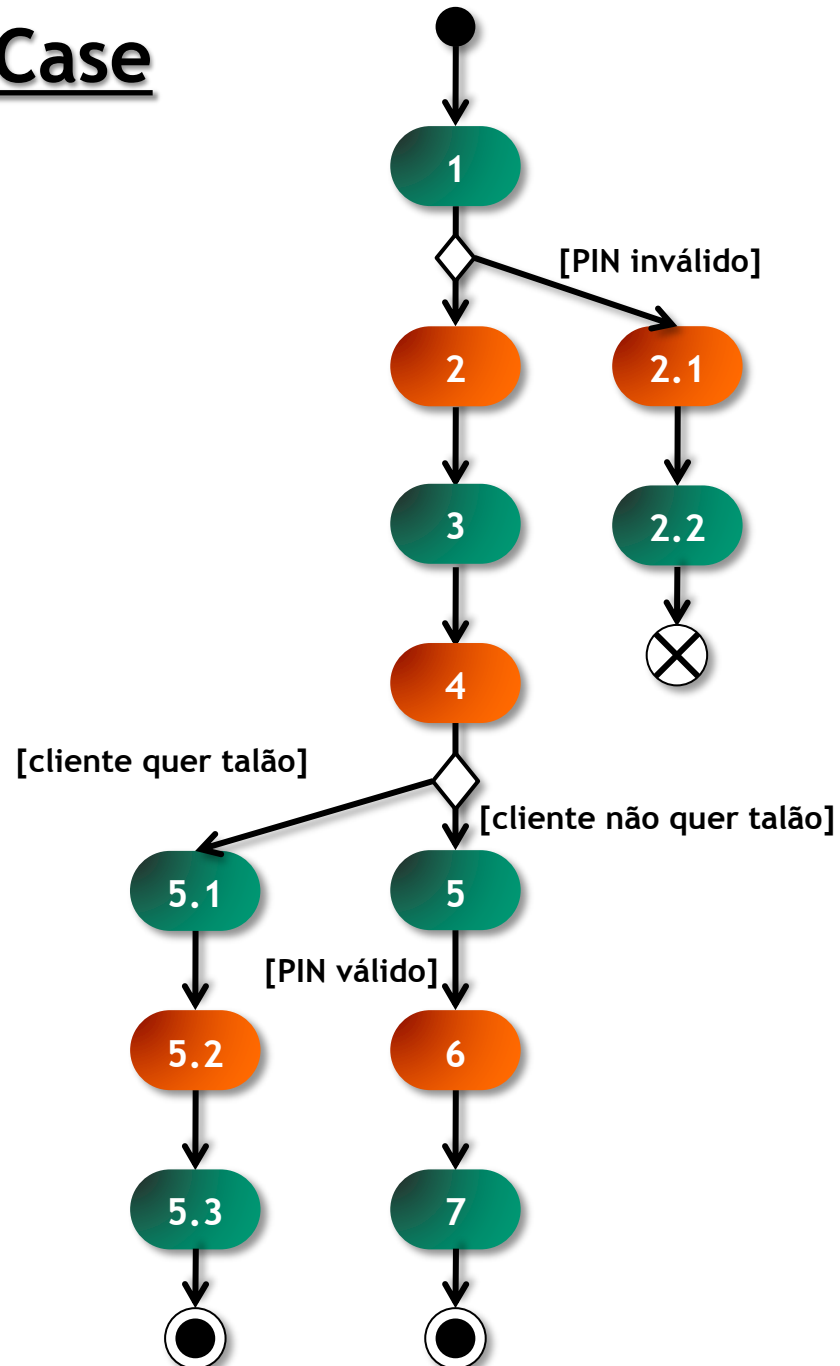 Case
1
[PIN inválido]
2
2.1
3
2.2
4
[cliente quer talão]
[cliente não quer talão]
5.1
5
[PIN válido]
5.2
6
5.3
7